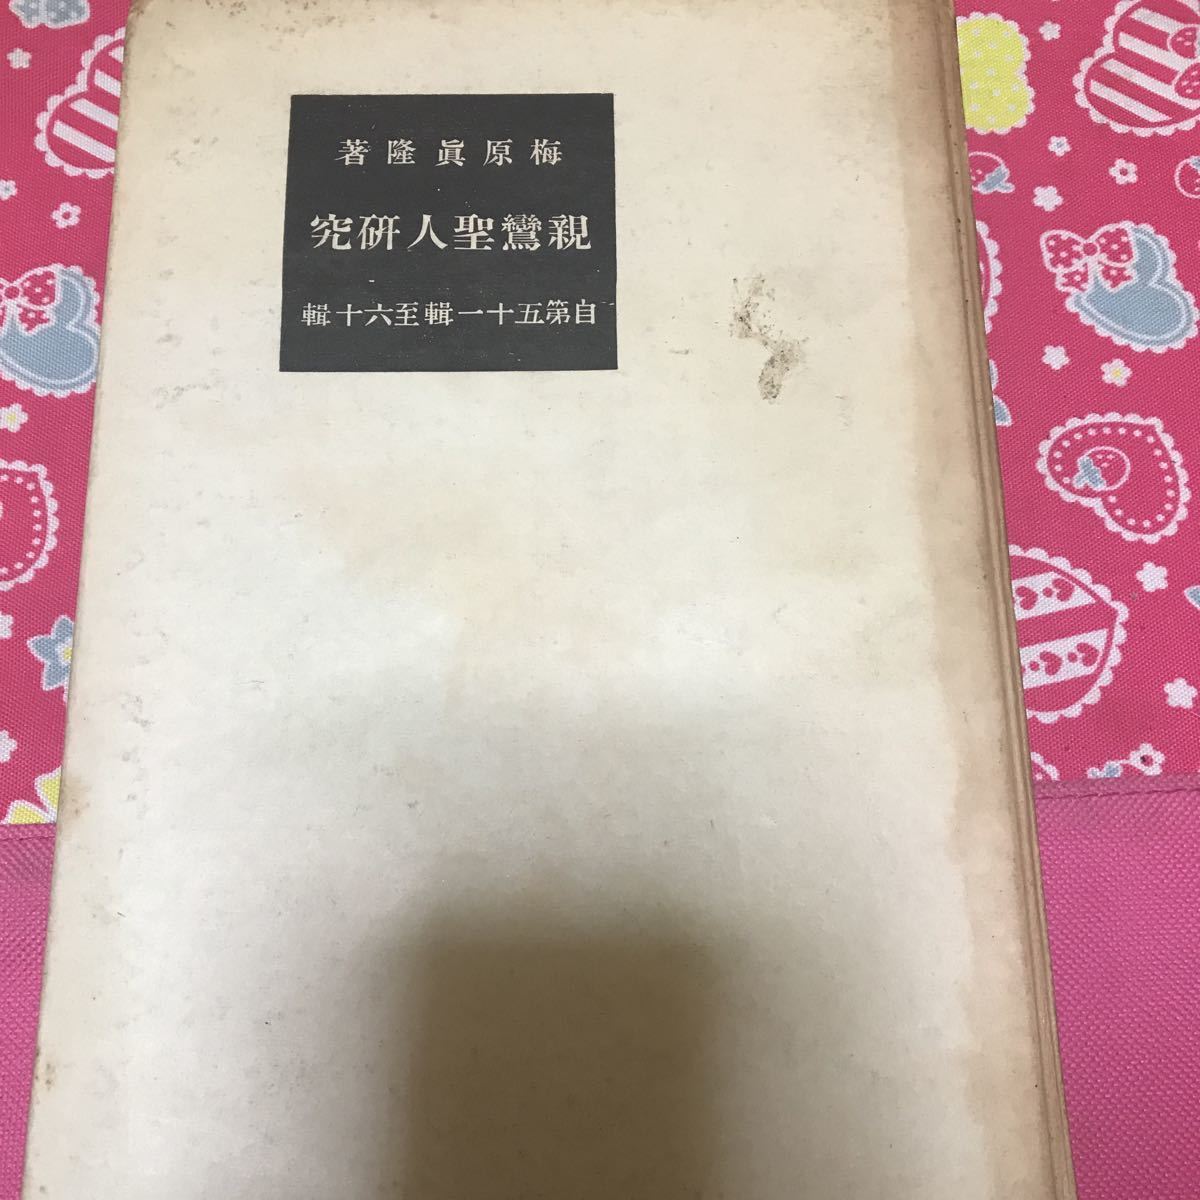 梅原眞隆著
親鸞聖人研究
自第五十一輯至六十輯